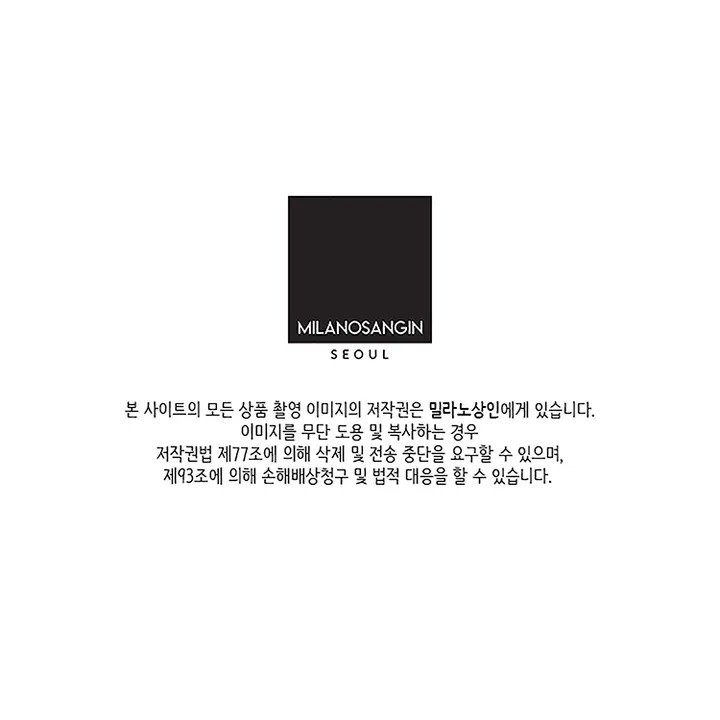 MILANOSANGIN
SEOUL
본 사이트의 모든 상품 촬영 이미지의 저작권은 밀라노상인에게 있습니다.
이미지를 무단 도용 및 복사하는 경우
저작권법 제77조에 의해 삭제 및 전송 중단을 요구할 수 있으며,
제93조에 의해 손해배상청구 및 법적 대응을 할 수 있습니다.